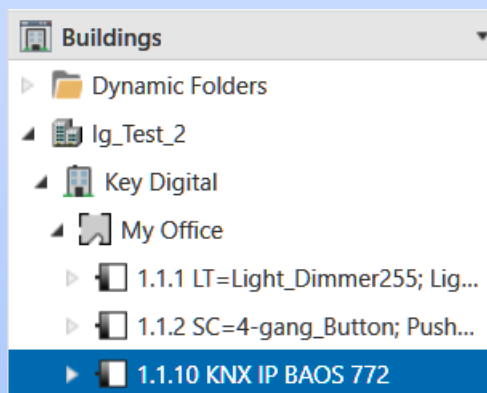 Buildings
Dynamic Folders
Ig_Test_2
Key Digital
My Office
1.1.1 LT=Light_Dimmer255; Lig...
1.1.2 SC=4-gang_Button; Push...
1.1.10 KNX IP BAOS 772